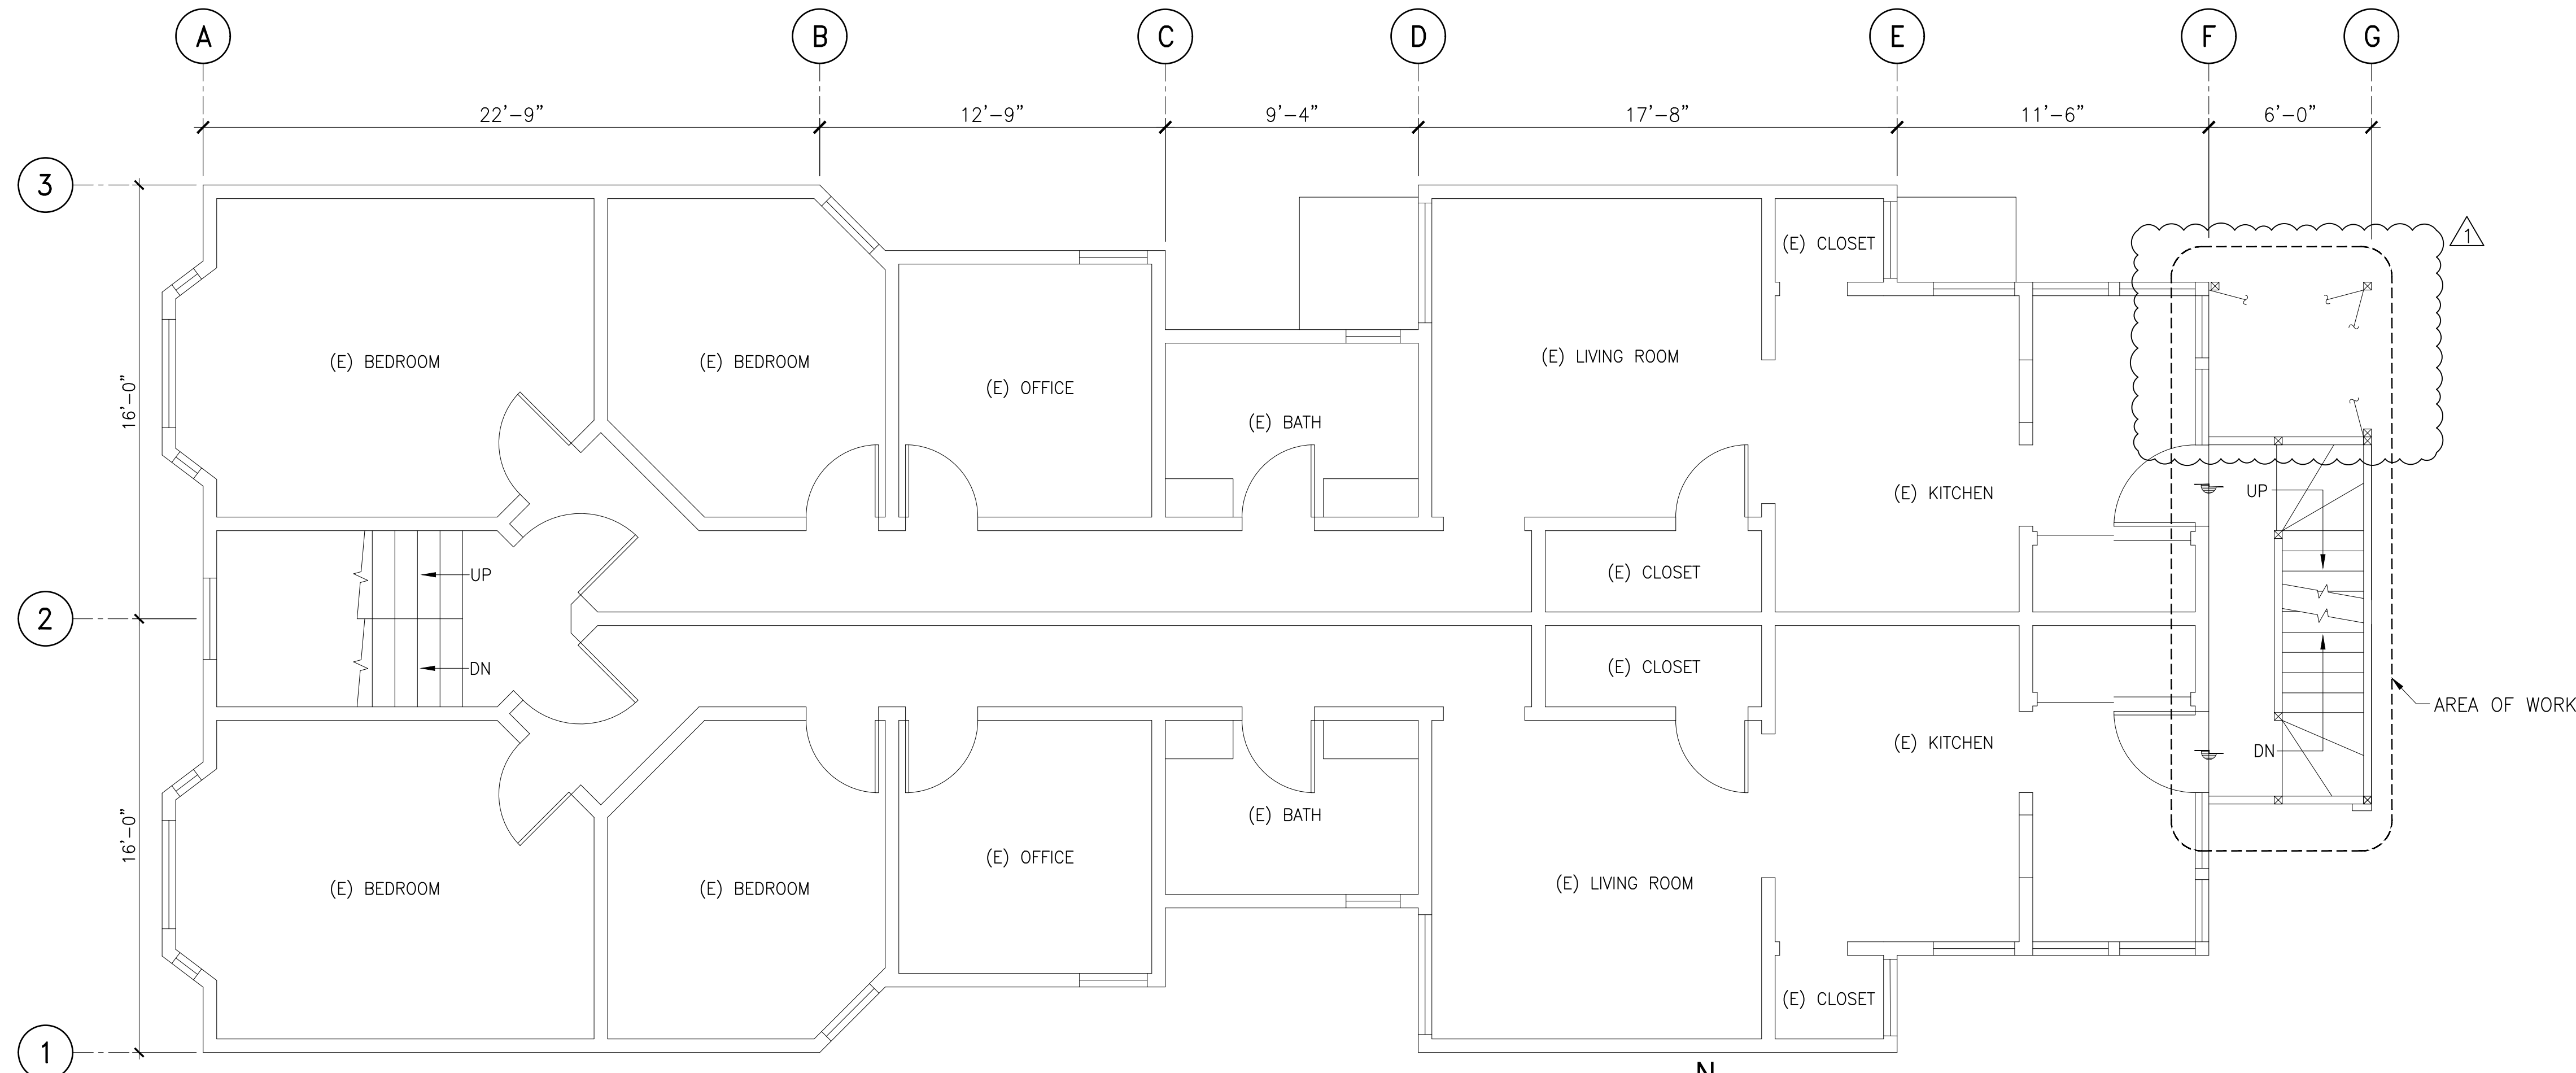 A B C D E F G
22'-9" 12'-9" 9'-4" 17'-8" 11'-6" 6'-0"
3
1
(E) CLOSET
(E) LIVING ROOM
(E) BEDROOM (E) BEDROOM
(E) OFFICE
16'-0"
(E) BATH
UP
(E) KITCHEN
UP
(E) CLOSET
2
DN
(E) CLOSET
AREA OF WORK
(E) KITCHEN
DN
(E) BATH
16'-0"
(E) OFFICE
(E) LIVING ROOM
(E) BEDROOM (E) BEDROOM
(E) CLOSET
1
N